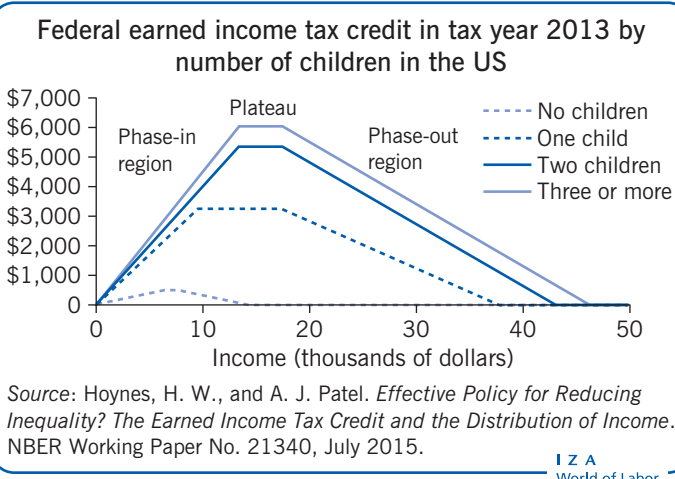 Federal earned income tax credit in tax year 2013 by
number of children in the US
$7,000
$6,000
$5,000
$4,000
$3,000
$2,000
$1,000
0
Phase-in
region
Plateau
Phase-out
region
No children
One child
Two children
Three or more
0 10 20 30 40 50
Income (thousands of dollars)
Source: Hoynes, H. W., and A. J. Patel. Effective Policy for Reducing
Inequality? The Earned Income Tax Credit and the Distribution of Income.
NBER Working Paper No. 21340, July 2015.
I Z A
World of Labor